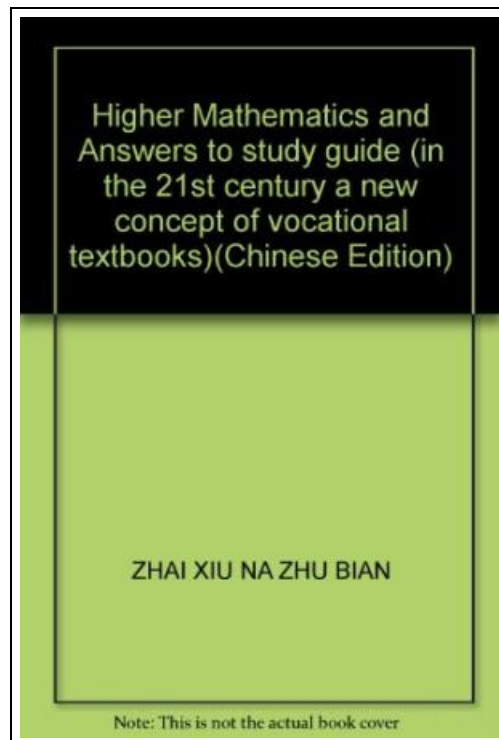 Higher Mathematics and
Answers to study guide (in
the 21st century a new
concept of vocational
textbooks)(Chinese Edition)
ZHAI XIU NA ZHU BIAN
Note: This is not the actual book cover